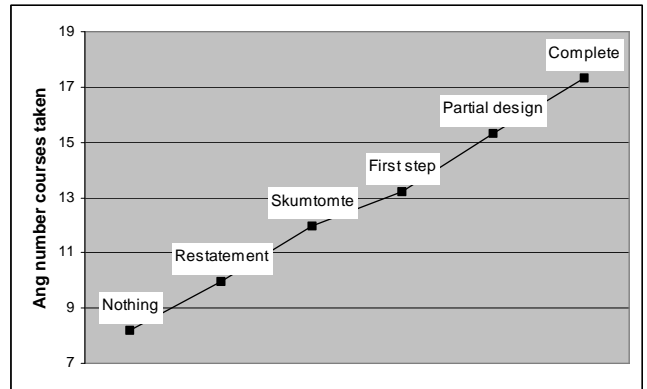 19
17
15
13
11
9
7
Ang number courses taken
Complete
Partial design
First step
Skumtomte
Restatement
Nothing